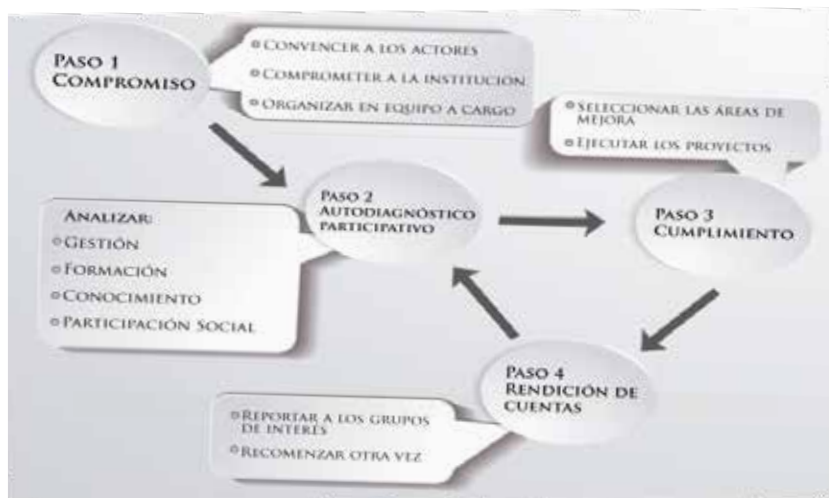 PASO 1
COMPROMISO
CONVENCER A LOS ACTORES
COMPROMETER A LA INSTITUCIÓN
ORGANIZAR EN EQUIPO A CARGO
SELECCIONAR LAS ÁREAS DE
MEJORA
EJECUTAR LOS PROYECTOS
PASO 2
AUTODIAGNÓSTICO
PARTICIPATIVO
PASO 3
CUMPLIMIENTO
ANALIZAR:
GESTIÓN
FORMACIÓN
CONOCIMIENTO
PARTICIPACIÓN SOCIAL
PASO 4
RENDICIÓN DE
CUENTAS
REPORTAR A LOS GRUPOS
DE INTERÉS
RECOMENZAR OTRA VEZ